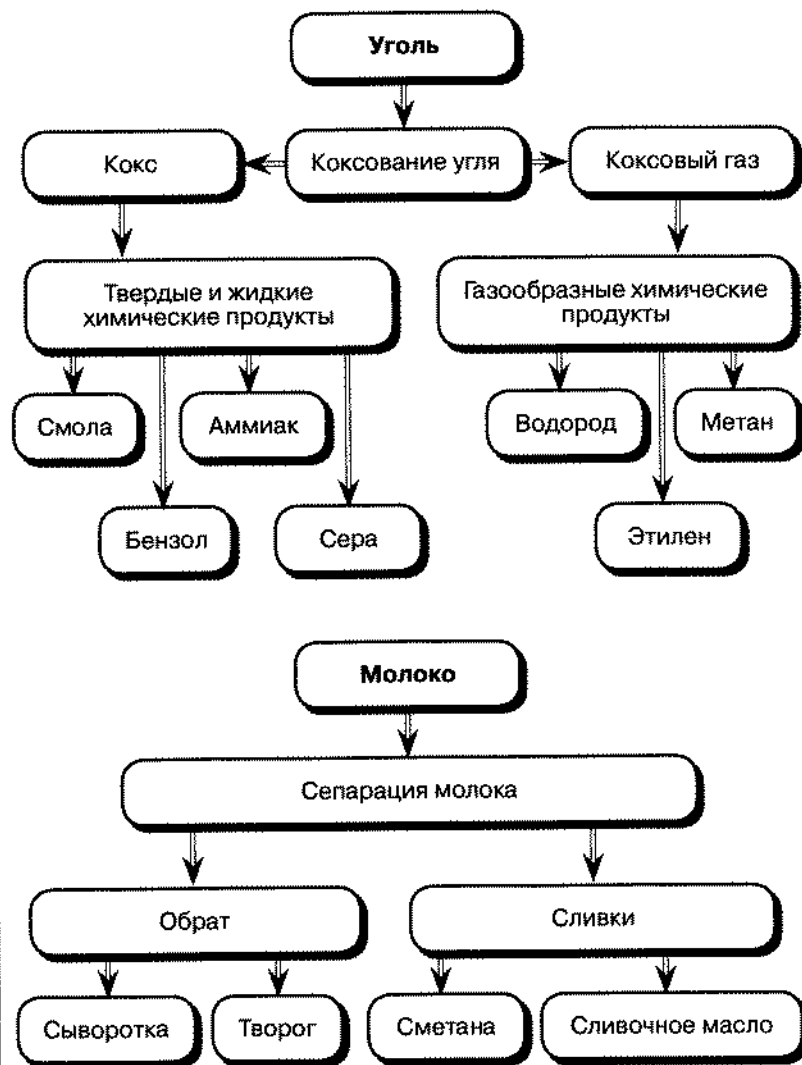 Уголь
Кокс
Коксование угля
Коксовый газ
Твердые и жидкие
химические продукты
Газообразные химические
продукты
Смола
Аммиак
Водород
Метан
Бензол
Сера
Этилен
Молоко
Сепарация молока
Обрат
Сливки
Сыворотка
Творог
Сметана
Сливочное масло